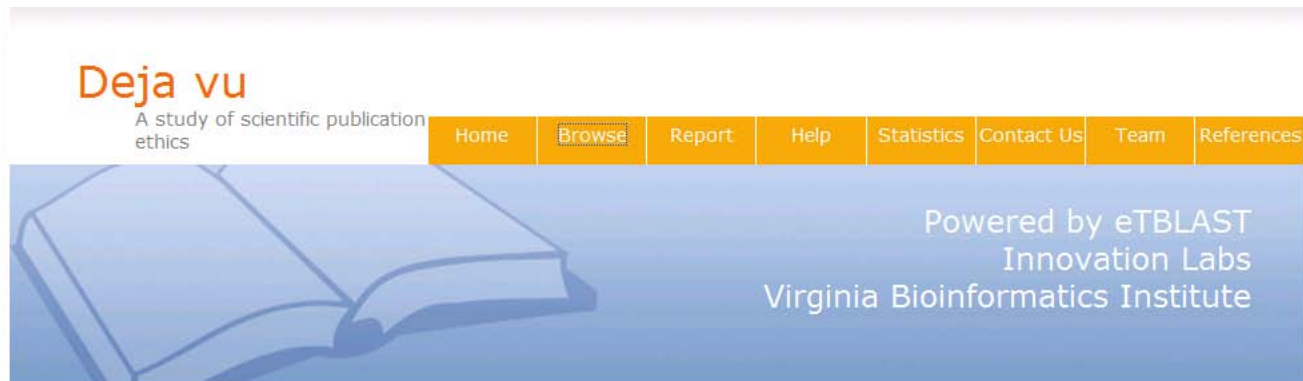 Deja vu
A study of scientific publication
ethics
Home Browse Report Help Statistics Contact Us Team References
Powered by eTBLAST
Innovation Labs
Virginia Bioinformatics Institute